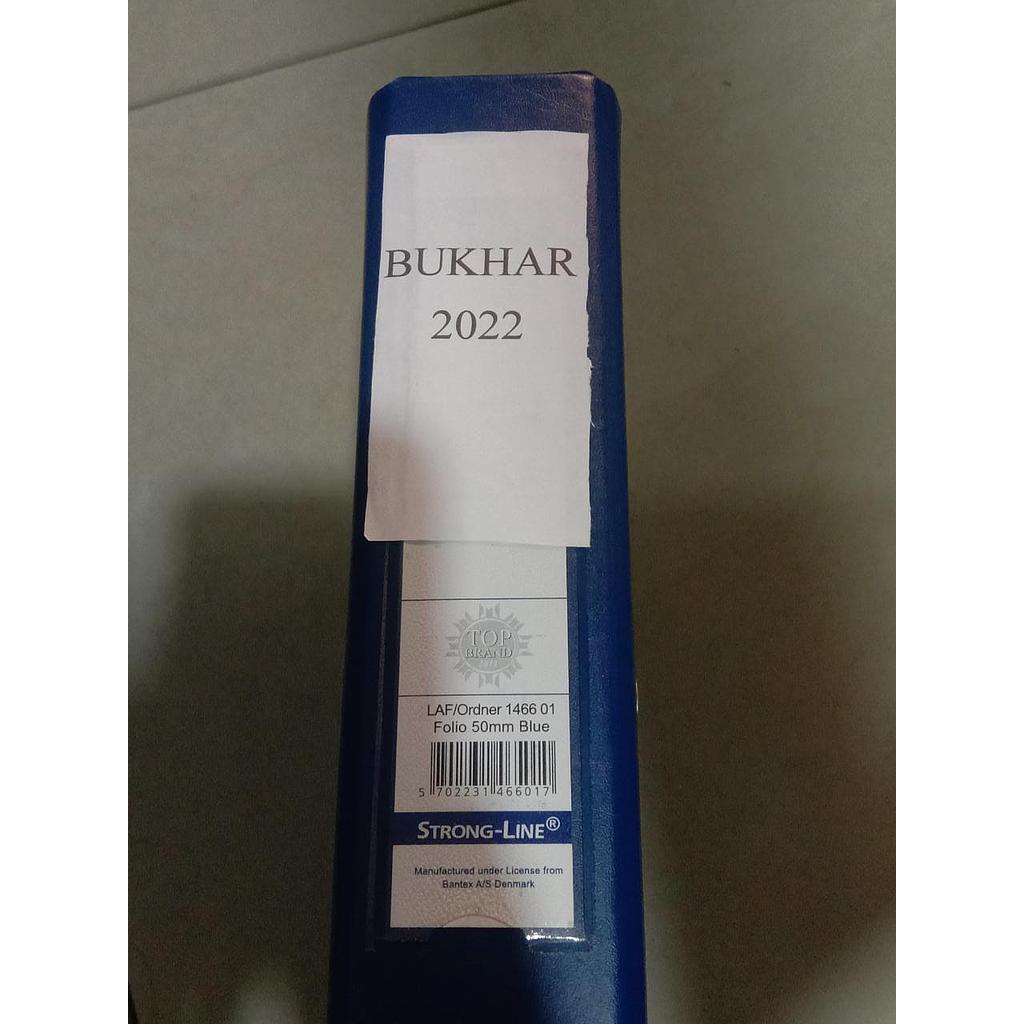 BUKHAR
2022
TOP
BRAND
LAF/Ordner 1466 01
Folio 50mm Blue
5 702231 466017
STRONG-LINE®
Manufactured under License from
Bantex A/S Denmark